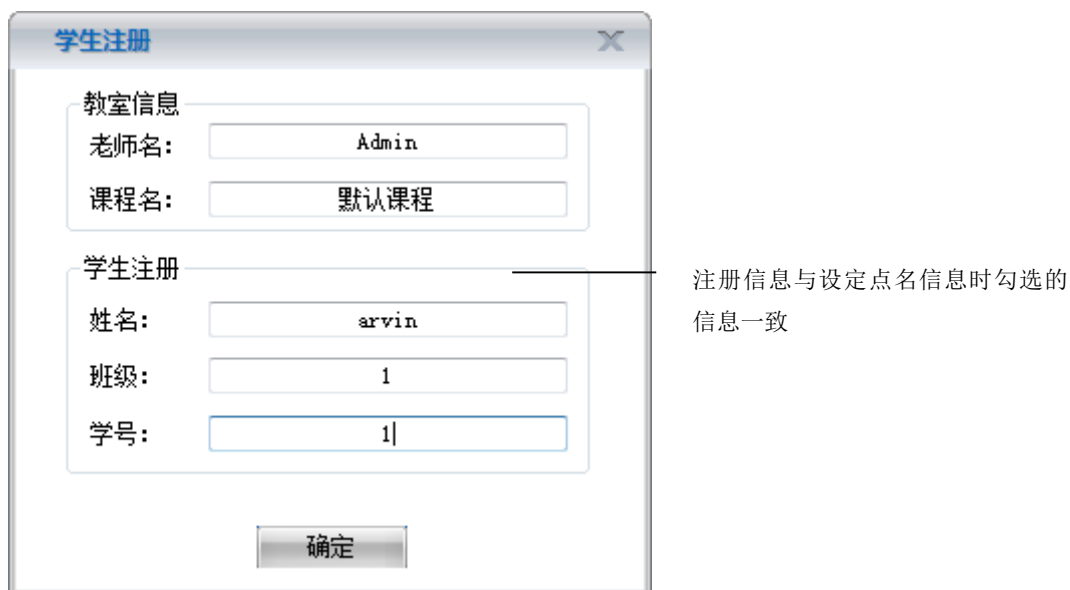 学生注册
教室信息
老师名: Admin
课程名: 默认课程
学生注册
姓名: arvin
班级: 1
学号: 1
确定
注册信息与设定点名信息时勾选的
信息一致